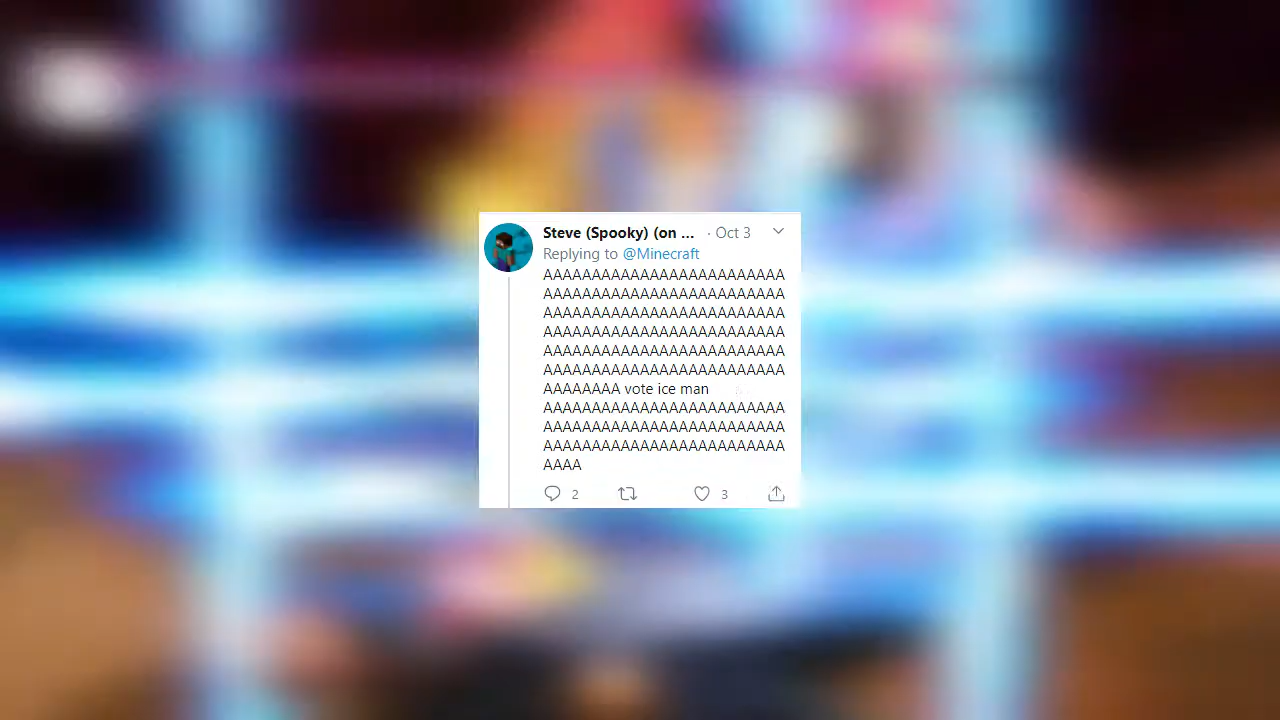 Steve (Spooky) (on ... · Oct 3
Replying to @Minecraft
AAAAAAAAAAAAAAAAAAAAAAAAA
AAAAAAAAAAAAAAAAAAAAAAAAA
AAAAAAAAAAAAAAAAAAAAAAAAA
AAAAAAAAAAAAAAAAAAAAAAAAA
AAAAAAAAAAAAAAAAAAAAAAAAA
AAAAAAAAAAAAAAAAAAAAAAAAA
AAAAAAAA vote ice man
AAAAAAAAAAAAAAAAAAAAAAAAA
AAAAAAAAAAAAAAAAAAAAAAAAA
AAAAAAAAAAAAAAAAAAAAAAAAA
AAAA
2 3